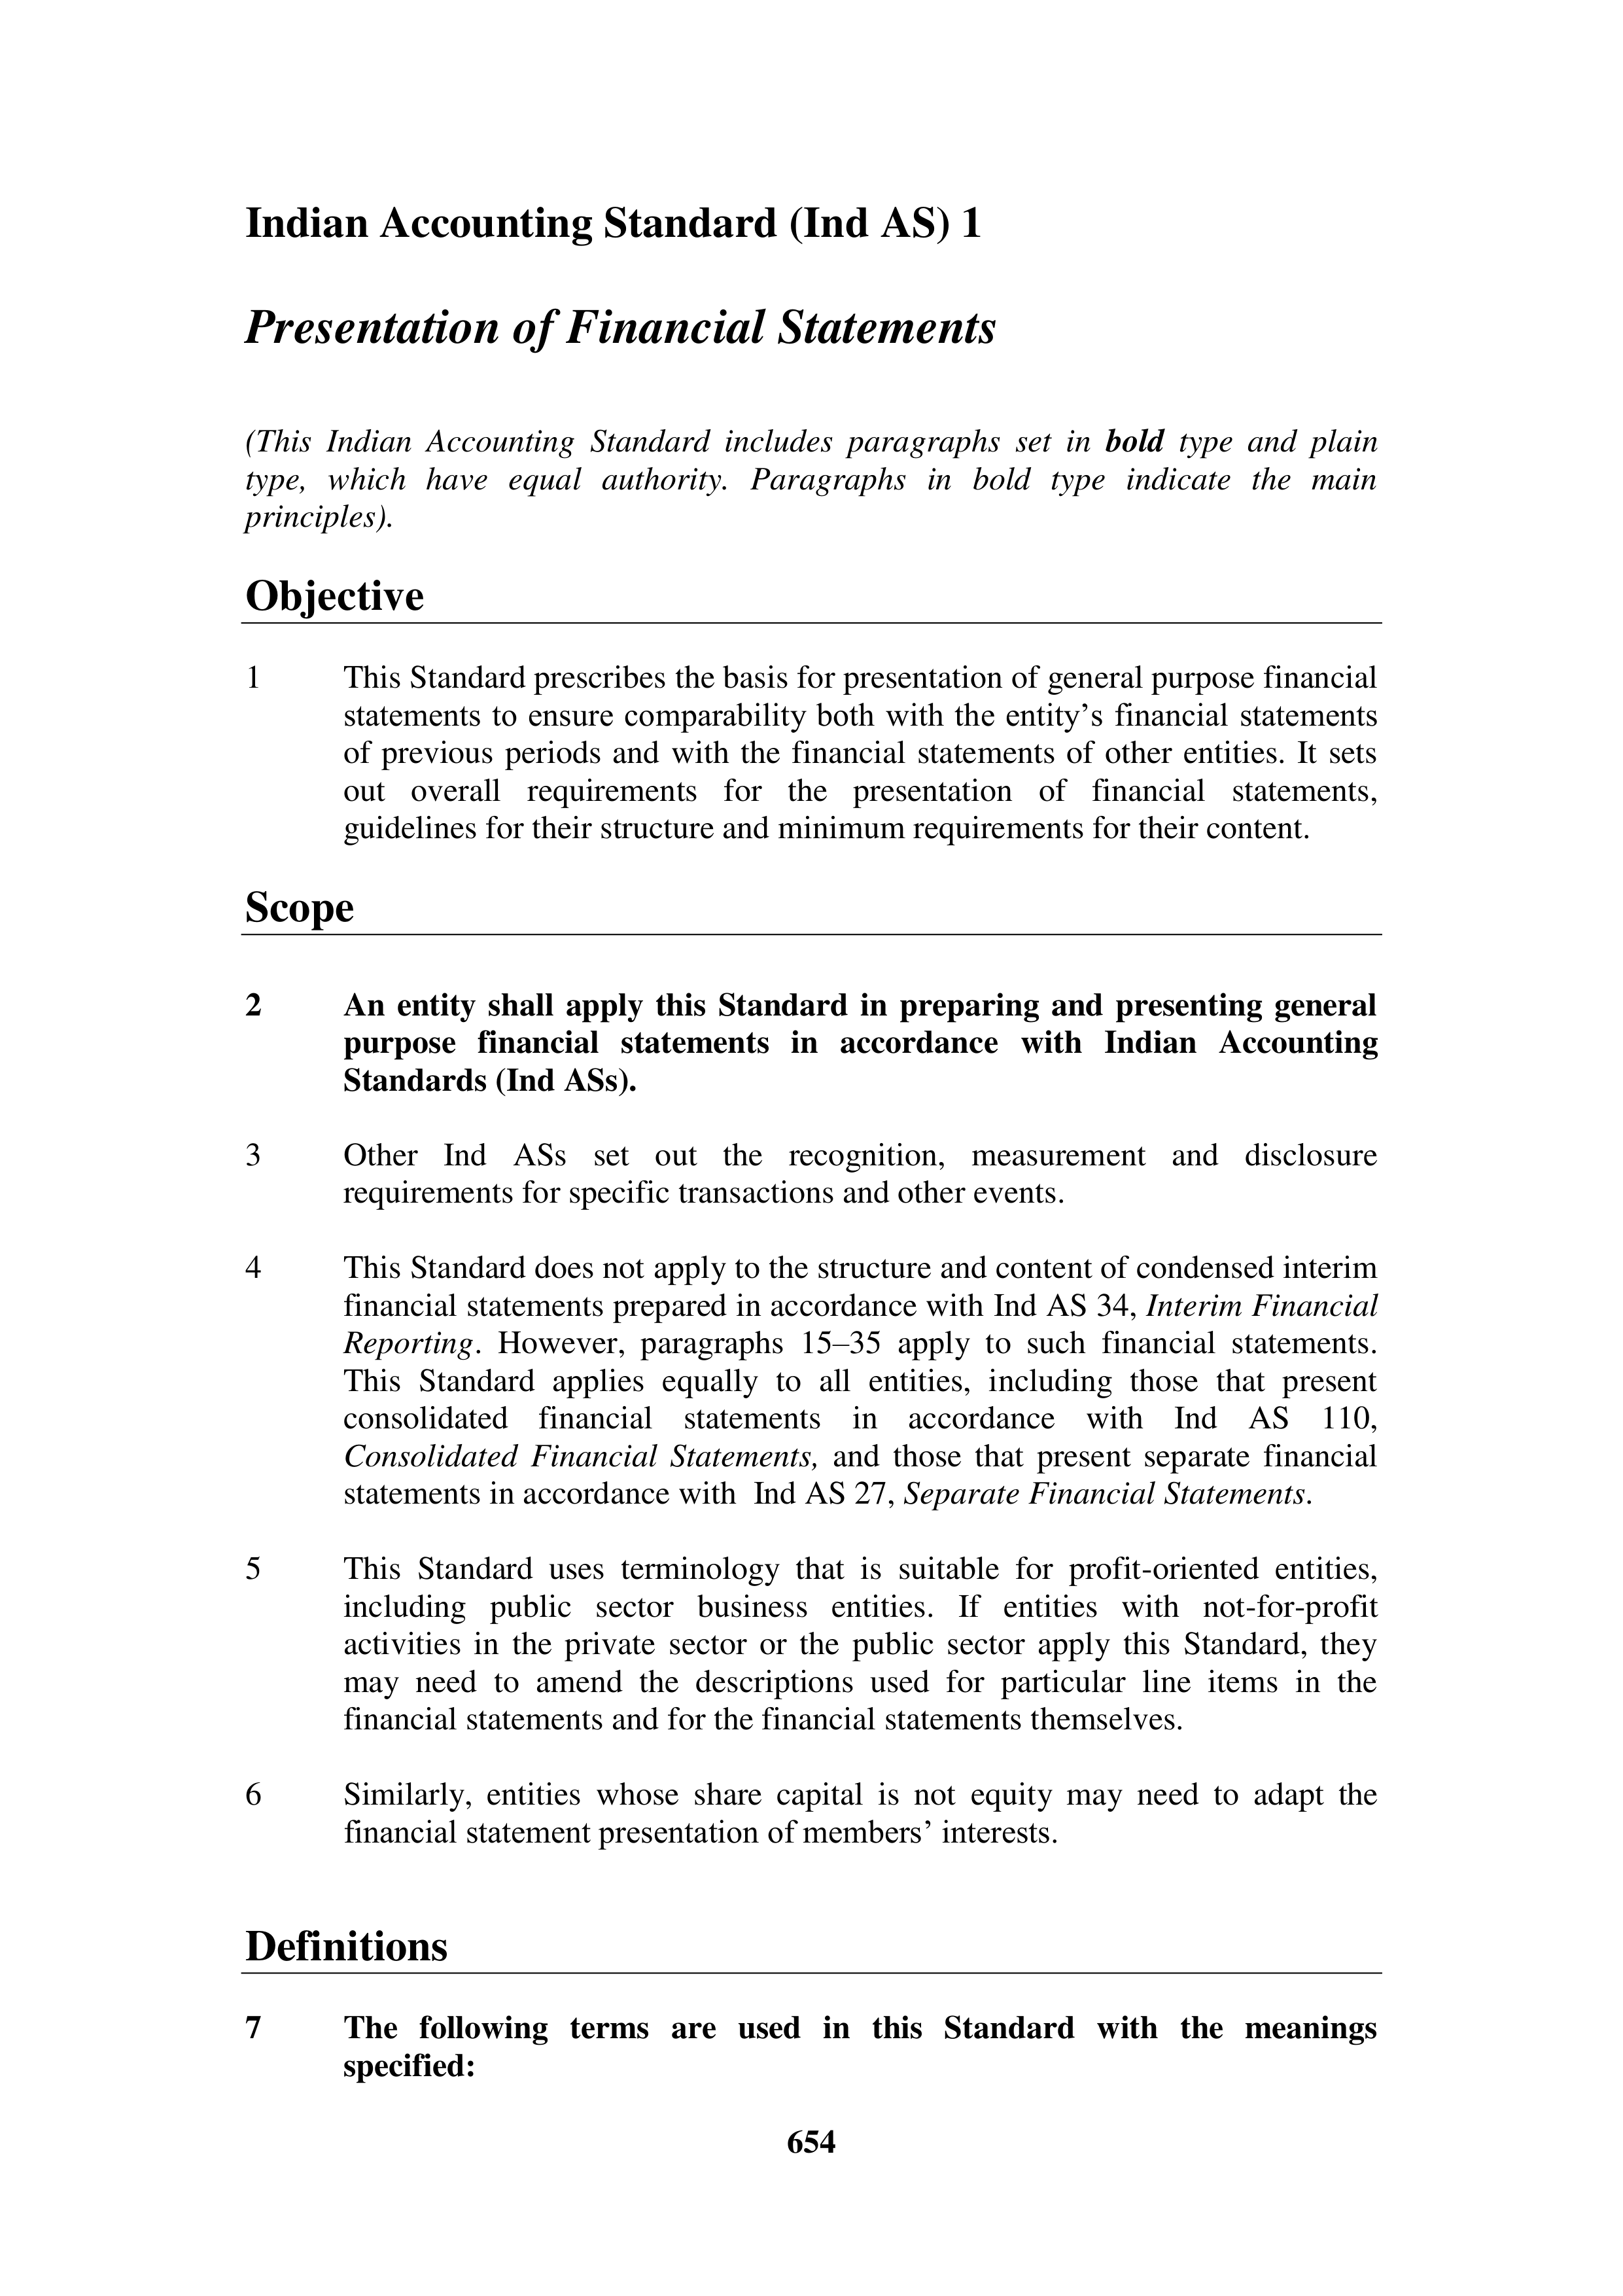 Indian Accounting Standard (Ind AS) 1
Presentation of Financial Statements
(This Indian Accounting Standard includes paragraphs set in bold type and plain
type, which have equal authority. Paragraphs in bold type indicate the main
principles).
Objective
1 This Standard prescribes the basis for presentation of general purpose financial
statements to ensure comparability both with the entity’s financial statements
of previous periods and with the financial statements of other entities. It sets
out overall requirements for the presentation of financial statements,
guidelines for their structure and minimum requirements for their content.
Scope
2 An entity shall apply this Standard in preparing and presenting general
purpose financial statements in accordance with Indian Accounting
Standards (Ind ASs).
3 Other Ind ASs set out the recognition, measurement and disclosure
requirements for specific transactions and other events.
4 This Standard does not apply to the structure and content of condensed interim
financial statements prepared in accordance with Ind AS 34, Interim Financial
Reporting. However, paragraphs 15–35 apply to such financial statements.
This Standard applies equally to all entities, including those that present
consolidated financial statements in accordance with Ind AS 110,
Consolidated Financial Statements, and those that present separate financial
statements in accordance with Ind AS 27, Separate Financial Statements.
5 This Standard uses terminology that is suitable for profit-oriented entities,
including public sector business entities. If entities with not-for-profit
activities in the private sector or the public sector apply this Standard, they
may need to amend the descriptions used for particular line items in the
financial statements and for the financial statements themselves.
6 Similarly, entities whose share capital is not equity may need to adapt the
financial statement presentation of members’ interests.
Definitions
7 The following terms are used in this Standard with the meanings
specified:
654